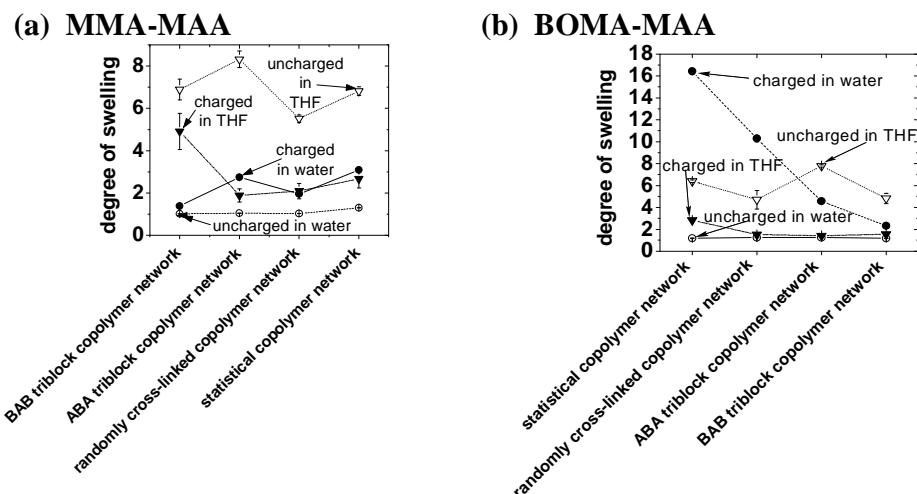 (a) MMA-MAA
degree of swelling
8
6
4
2
0
uncharged
in
THF
charged
in THF
charged
in water
uncharged in water
BAB triblock copolymer network
ABA triblock copolymer network
randomly cross-linked copolymer network
statistical copolymer network
(b) BOMA-MAA
degree of swelling
18
16
14
12
10
8
6
4
2
0
charged in water
uncharged in THF
charged in THF
uncharged in water
statistical copolymer network
randomly cross-linked copolymer network
ABA triblock copolymer network
BAB triblock copolymer network